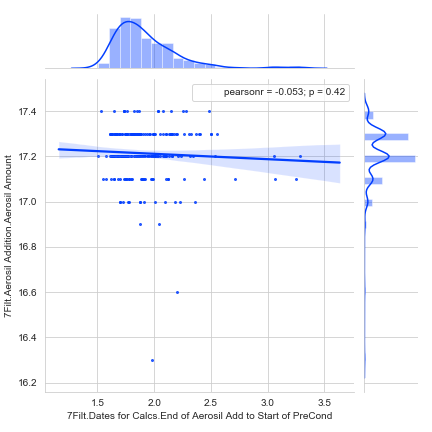 pearsonr = -0.053; p = 0.42
17.4
17.2
17.0
16.8
16.6
16.4
16.2
7Filt.Aerosil Addition.Aerosil Amount
1.5 2.0 2.5 3.0 3.5
7Filt.Dates for Calcs.End of Aerosil Add to Start of PreCond